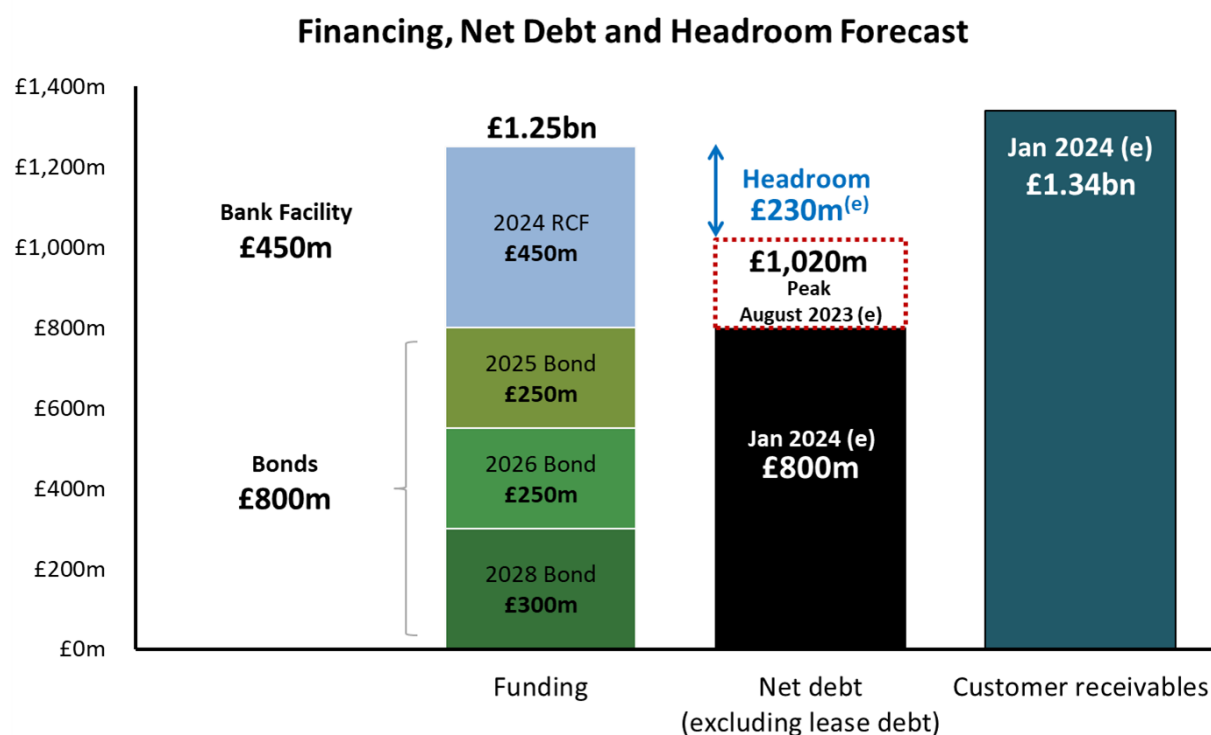 Financing, Net Debt and Headroom Forecast
£1,400m
£1,200m
£1,000m
£800m
£600m
£400m
£200m
£0m
Bank Facility
£450m
Bonds
£800m
£1.25bn
2024 RCF
£450m
2025 Bond
£250m
2026 Bond
£250m
2028 Bond
£300m
Headroom
£230m(e)
£1,020m
Peak
August 2023 (e)
Jan 2024 (e)
£800m
Jan 2024 (e)
£1.34bn
Funding
Net debt
(excluding lease debt)
Customer receivables